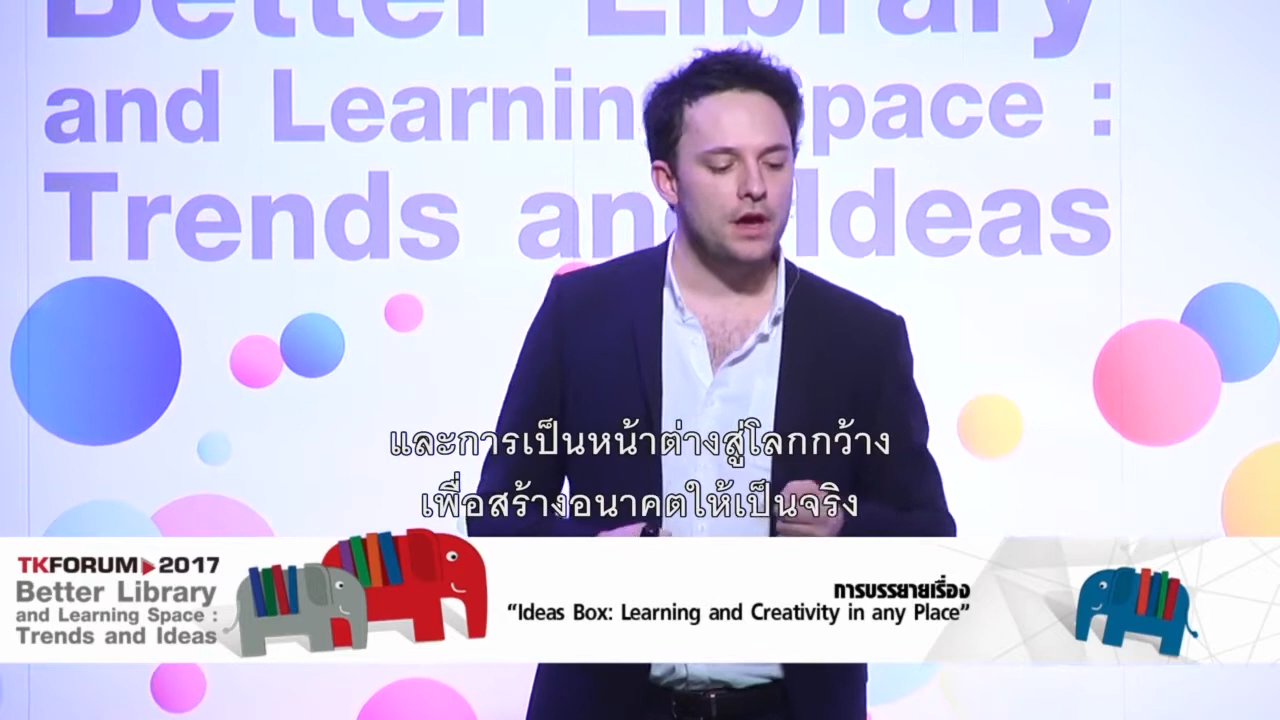 Better Library
and Learning Space :
Trends and Ideas
และการเป็นหน้าต่างสู่โลกกว้าง
เพื่อสร้างอนาคตให้เป็นจริง
TKFORUM 2017
Better Library
and Learning Space :
Trends and Ideas
การบรรยายเรื่อง
“Ideas Box: Learning and Creativity in any Place”